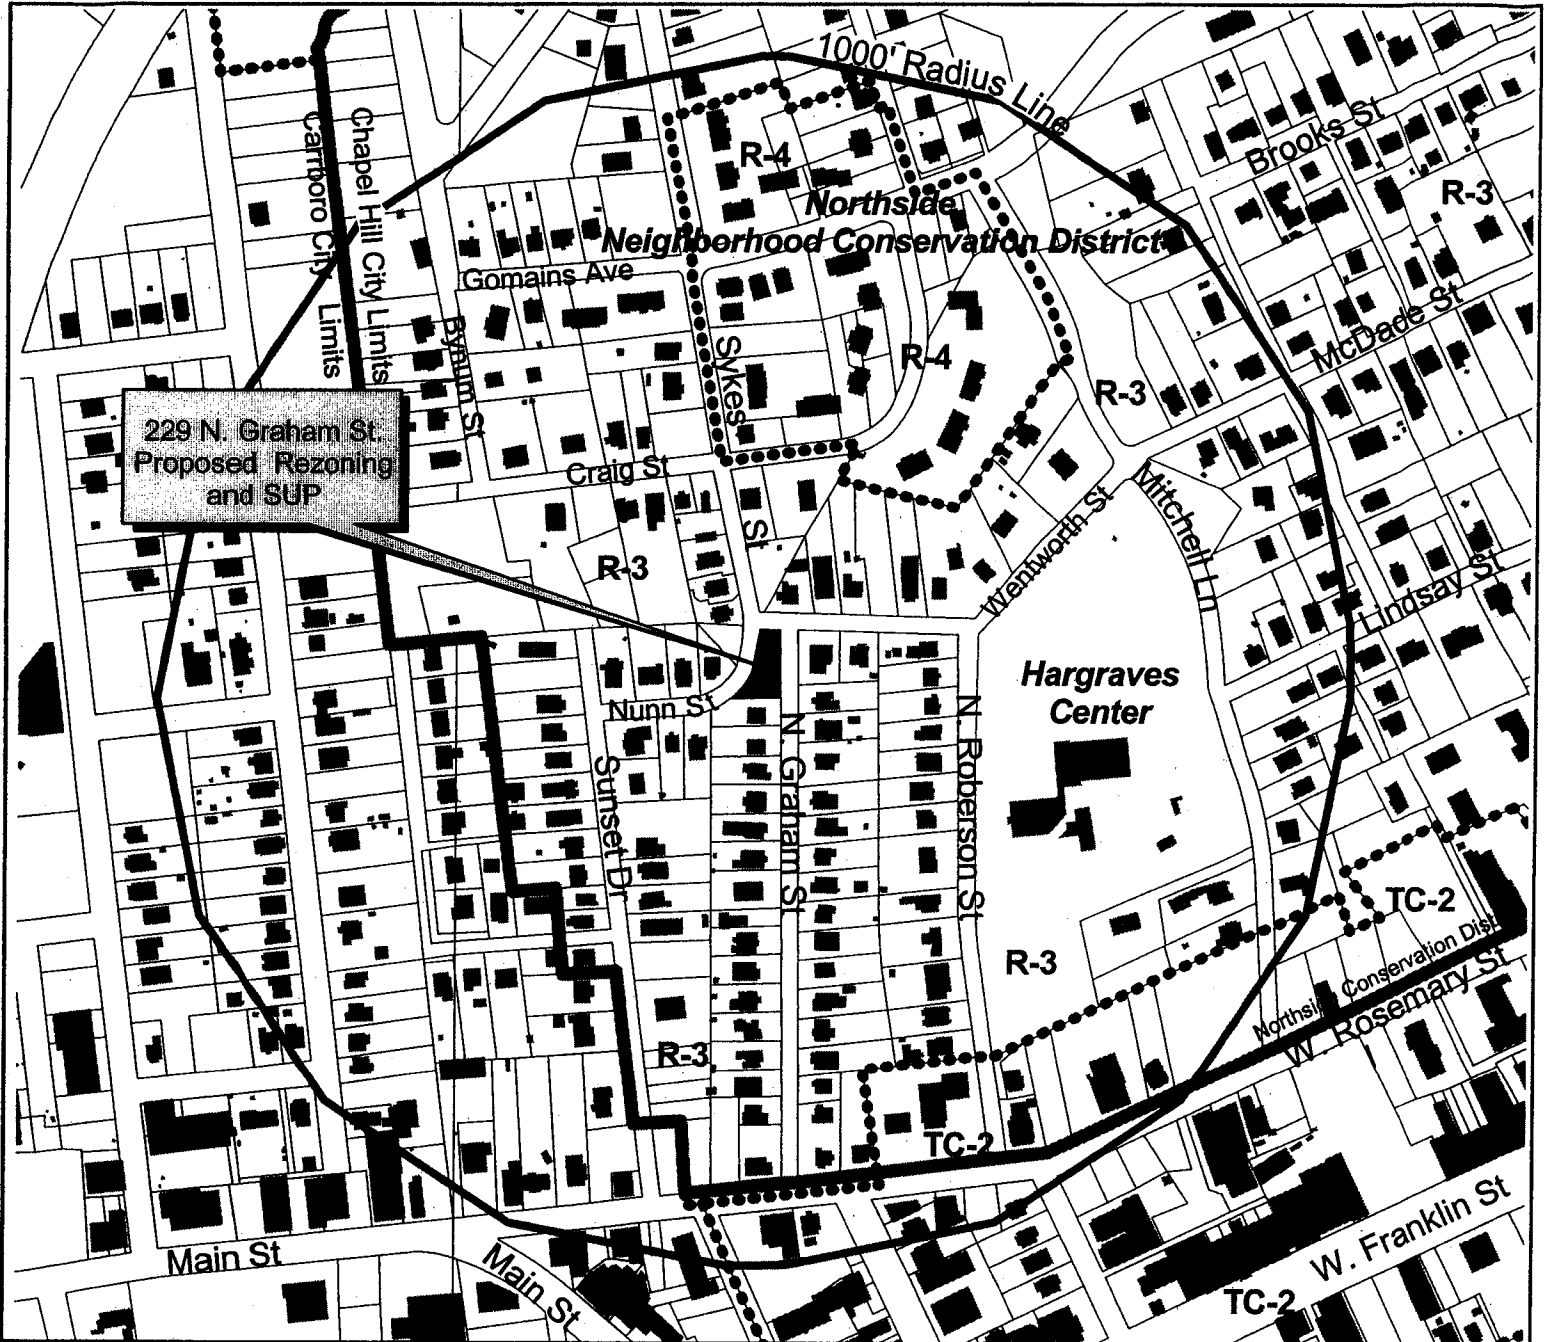 1000' Radius Line
Chapel Hill City Limits
Carrboro City Limits
Brooks St
R-4
R-3
Northside
Neighborhood Conservation District
Gomains Ave
McDade St
Bynum St
Sykes St
R-4
R-3
229 N. Graham St.
Proposed Rezoning
and SUP
Craig St
Mitchell Ln
Wentworth St
R-3
Lindsay St
Hargraves
Center
Nunn St
N. Graham St
N. Roberson St
Sunset Dr
TC-2
R-3
Northside Conservation Dist.
W. Rosemary St
R-3
TC-2
Main St
Main St
W. Franklin St
TC-2